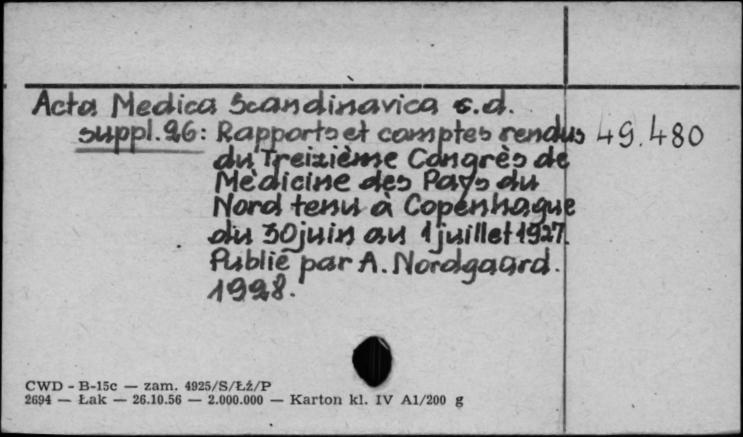 Acta Medica Scandinavica c.d.
suppl. 26: Rapports et comptes rendus 49.480
du Treizième Congrès de
Mèdicine des Pays du
Nord tenu à Copenhague
du 30 juin au 1 juillet 1927.
Publié par A. Nordgaard.
1928.
CWD - B-15c — zam. 4925/S/Łź/P
2694 — Łak — 26.10.56 — 2.000.000 — Karton kl. IV A1/200 g